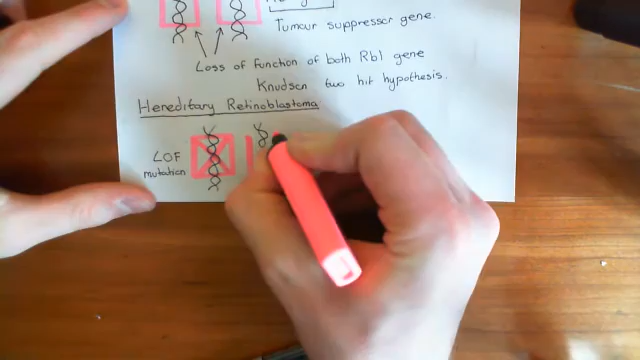 Tumour suppressor gene.
Loss of function of both Rb1 gene
Knudsen two hit hypothesis.
Hereditary Retinoblastoma
LOF
mutation